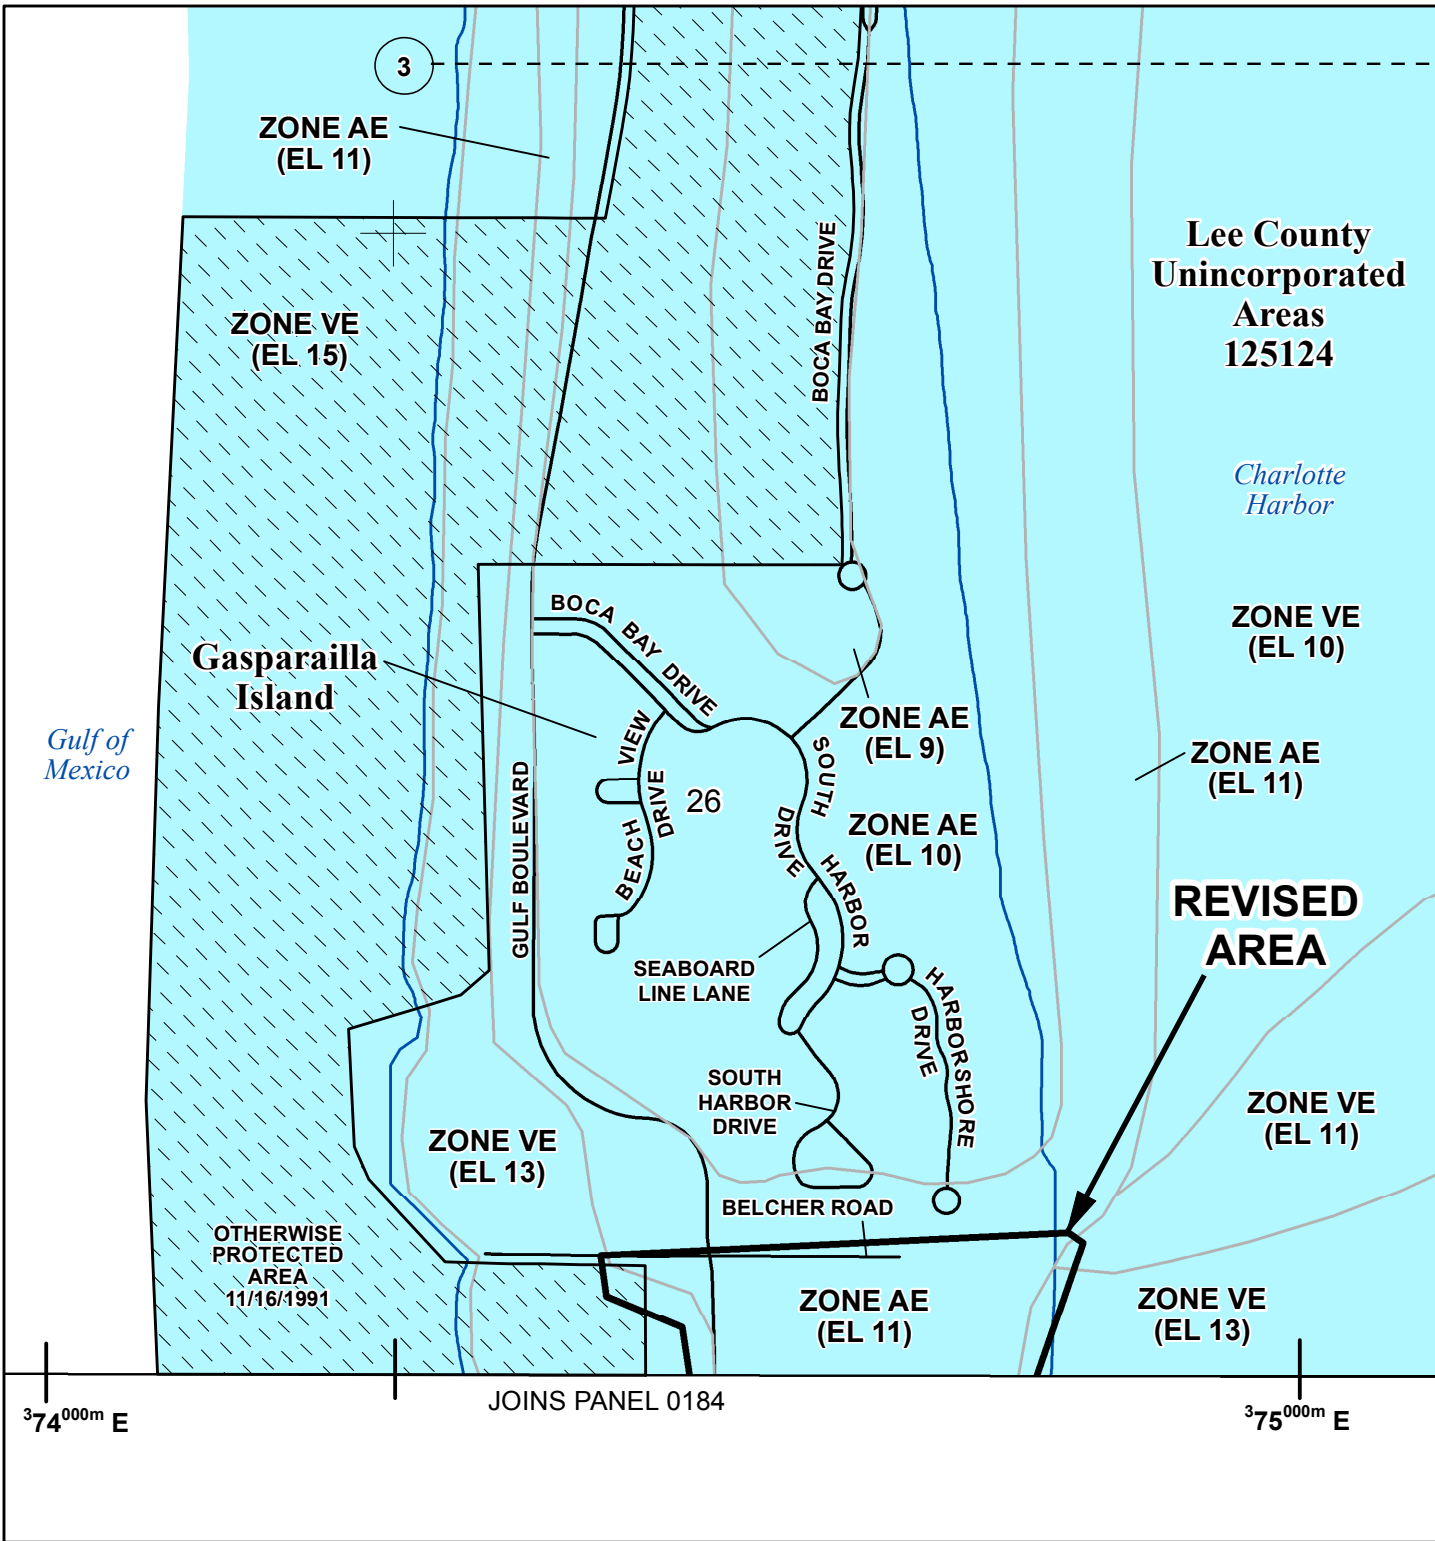 3
ZONE AE
(EL 11)
Lee County
Unincorporated
Areas
125124
BOCA BAY DRIVE
ZONE VE
(EL 15)
Charlotte
Harbor
BOCA BAY DRIVE
ZONE VE
(EL 10)
Gasparailla
Island
Gulf of
Mexico
ZONE AE
(EL 9)
ZONE AE
(EL 11)
BEACH VIEW
DRIVE
26
SOUTH HARBOR
DRIVE
ZONE AE
(EL 10)
GULF BOULEVARD
REVISED
AREA
SEABOARD
LINE LANE
HARBORSHORE
DRIVE
SOUTH
HARBOR
DRIVE
ZONE VE
(EL 11)
ZONE VE
(EL 13)
BELCHER ROAD
OTHERWISE
PROTECTED
AREA
11/16/1991
ZONE AE
(EL 11)
ZONE VE
(EL 13)
JOINS PANEL 0184
374000m E
375000m E